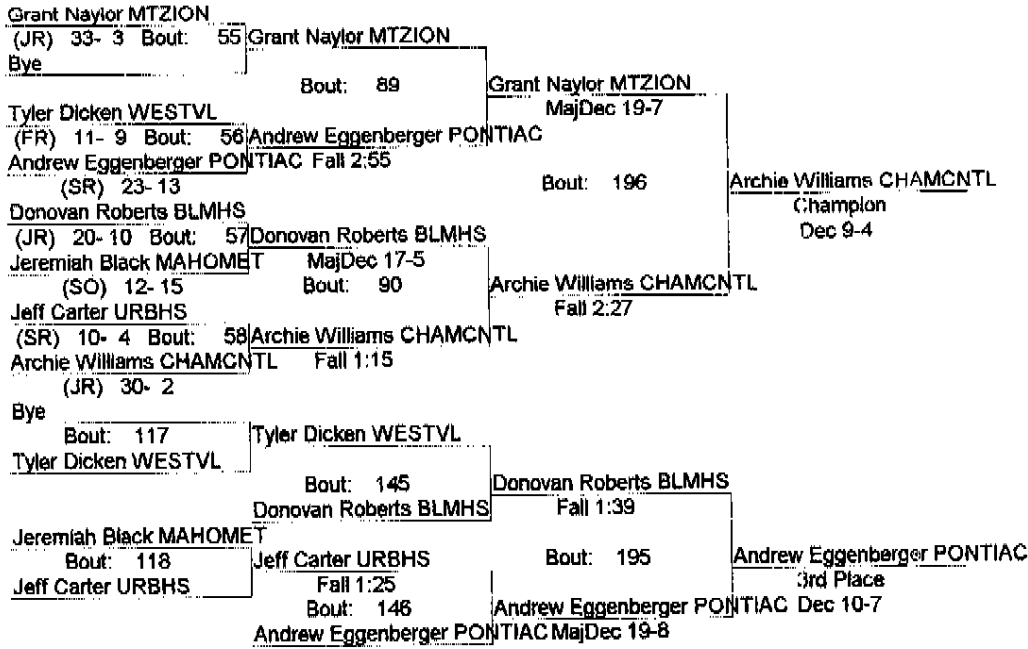 Grant Naylor MTZION
(JR) 33- 3 Bout: 55 Grant Naylor MTZION
Bye
Bout: 89 Grant Naylor MTZION
Tyler Dicken WESTVL MajDec 19-7
(FR) 11- 9 Bout: 56 Andrew Eggenberger PONTIAC
Andrew Eggenberger PONTIAC Fall 2:55
(SR) 23-13 Bout: 196 Archie Williams CHAMCNTL
Donovan Roberts BLMHS Champion
(JR) 20-10 Bout: 57 Donovan Roberts BLMHS Dec 9-4
Jeremiah Black MAHOMET MajDec 17-5
(SO) 12-15 Bout: 90 Archie Williams CHAMCNTL
Jeff Carter URBHS Fall 2:27
(SR) 10- 4 Bout: 58 Archie Williams CHAMCNTL
Archie Williams CHAMCNTL Fall 1:15
(JR) 30- 2
Bye
Bout: 117 Tyler Dicken WESTVL
Tyler Dicken WESTVL
Bout: 145 Donovan Roberts BLMHS
Donovan Roberts BLMHS Fall 1:39
Jeremiah Black MAHOMET
Bout: 118 Jeff Carter URBHS Bout: 195 Andrew Eggenberger PONTIAC
Jeff Carter URBHS Fall 1:25 3rd Place
Bout: 146 Andrew Eggenberger PONTIAC Dec 10-7
Andrew Eggenberger PONTIAC MajDec 19-8